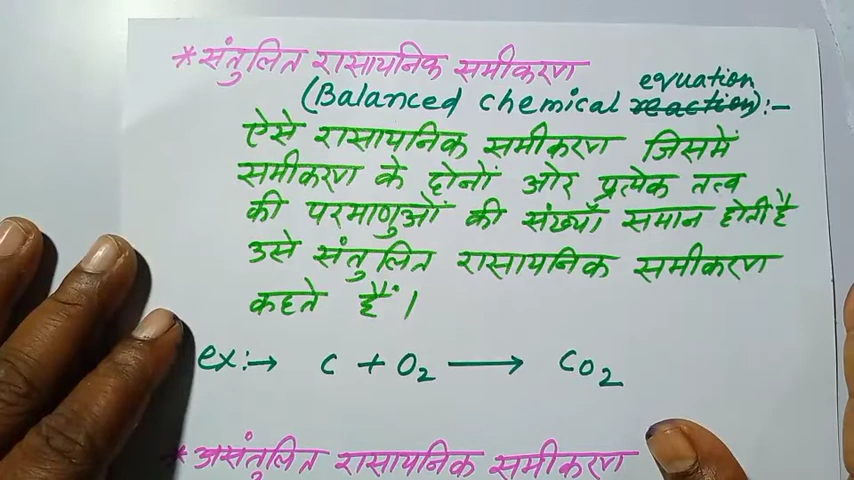 * संतुलित रासायनिक समीकरण
(Balanced chemical reaction evuation):-
ऐसे रासायनिक समीकरण जिसमें
समीकरण के दोनों ओर प्रत्येक तत्व
की परमाणुओं की संख्याँ समान होती है
उसे संतुलित रासायनिक समीकरण
कहते हैं।
ex:→ C + O₂ ⟶ CO₂
* असंतुलित रासायनिक समीकरण